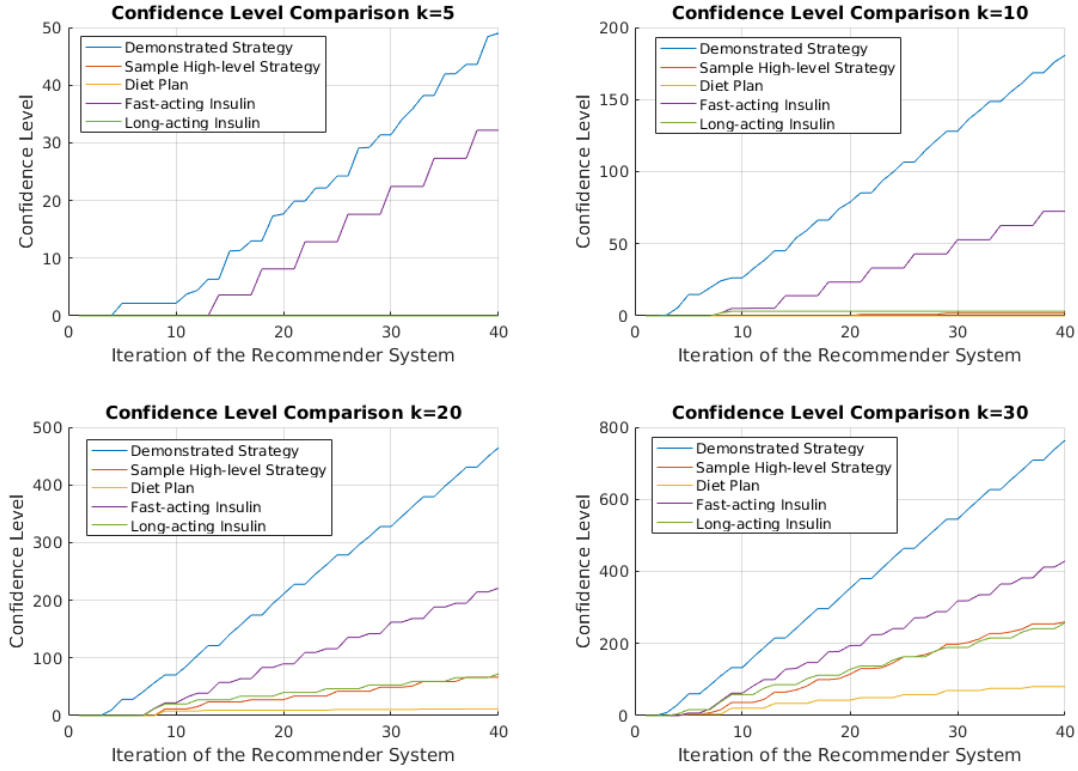 Confidence Level Comparison k=5
Confidence Level
50
40
30
20
10
0
Demonstrated Strategy
Sample High-level Strategy
Diet Plan
Fast-acting Insulin
Long-acting Insulin
0 10 20 30 40
Iteration of the Recommender System
Confidence Level Comparison k=10
Confidence Level
200
150
100
50
0
Demonstrated Strategy
Sample High-level Strategy
Diet Plan
Fast-acting Insulin
Long-acting Insulin
0 10 20 30 40
Iteration of the Recommender System
Confidence Level Comparison k=20
Confidence Level
500
400
300
200
100
0
Demonstrated Strategy
Sample High-level Strategy
Diet Plan
Fast-acting Insulin
Long-acting Insulin
0 10 20 30 40
Iteration of the Recommender System
Confidence Level Comparison k=30
Confidence Level
800
600
400
200
0
Demonstrated Strategy
Sample High-level Strategy
Diet Plan
Fast-acting Insulin
Long-acting Insulin
0 10 20 30 40
Iteration of the Recommender System